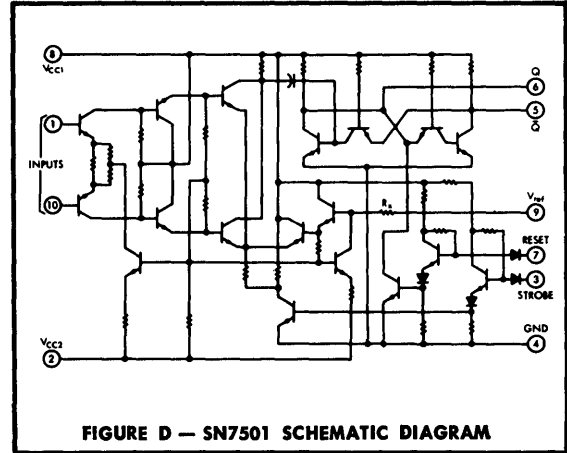 8
VCC1
Q
6
5
Q̅
1
INPUTS
10
Rs
Vref
9
RESET
7
3
STROBE
VCC2
2
GND
4
FIGURE D — SN7501 SCHEMATIC DIAGRAM